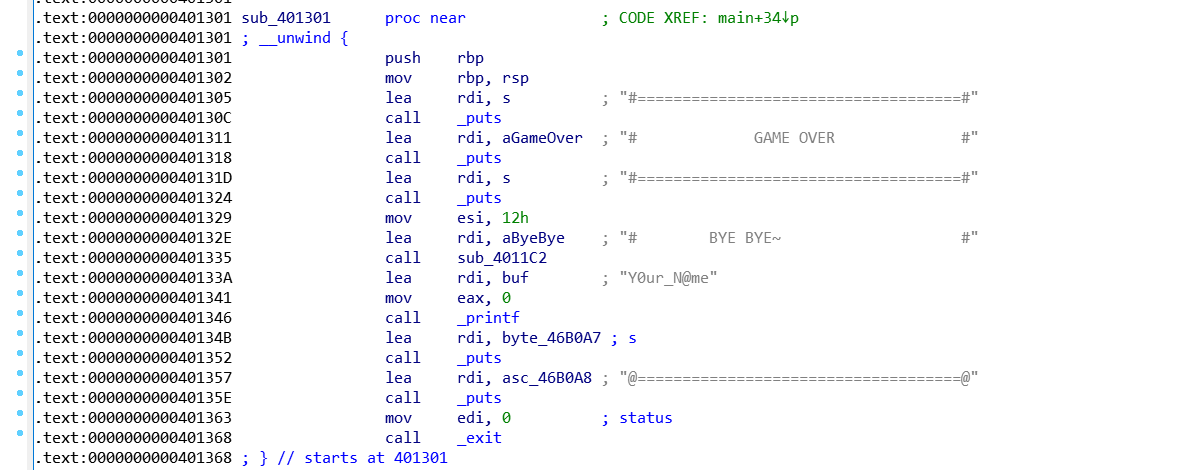 .text:0000000000401301 sub_401301      proc near               ; CODE XREF: main+34↓p
.text:0000000000401301 ; __unwind {
.text:0000000000401301                 push    rbp
.text:0000000000401302                 mov     rbp, rsp
.text:0000000000401305                 lea     rdi, s          ; "#====================================#"
.text:000000000040130C                 call    _puts
.text:0000000000401311                 lea     rdi, aGameOver  ; "#             GAME OVER              #"
.text:0000000000401318                 call    _puts
.text:000000000040131D                 lea     rdi, s          ; "#====================================#"
.text:0000000000401324                 call    _puts
.text:0000000000401329                 mov     esi, 12h
.text:000000000040132E                 lea     rdi, aByeBye    ; "#        BYE BYE~                    #"
.text:0000000000401335                 call    sub_4011C2
.text:000000000040133A                 lea     rdi, buf        ; "Y0ur_N@me"
.text:0000000000401341                 mov     eax, 0
.text:0000000000401346                 call    _printf
.text:000000000040134B                 lea     rdi, byte_46B0A7 ; s
.text:0000000000401352                 call    _puts
.text:0000000000401357                 lea     rdi, asc_46B0A8 ; "@====================================@"
.text:000000000040135E                 call    _puts
.text:0000000000401363                 mov     edi, 0          ; status
.text:0000000000401368                 call    _exit
.text:0000000000401368 ; } // starts at 401301